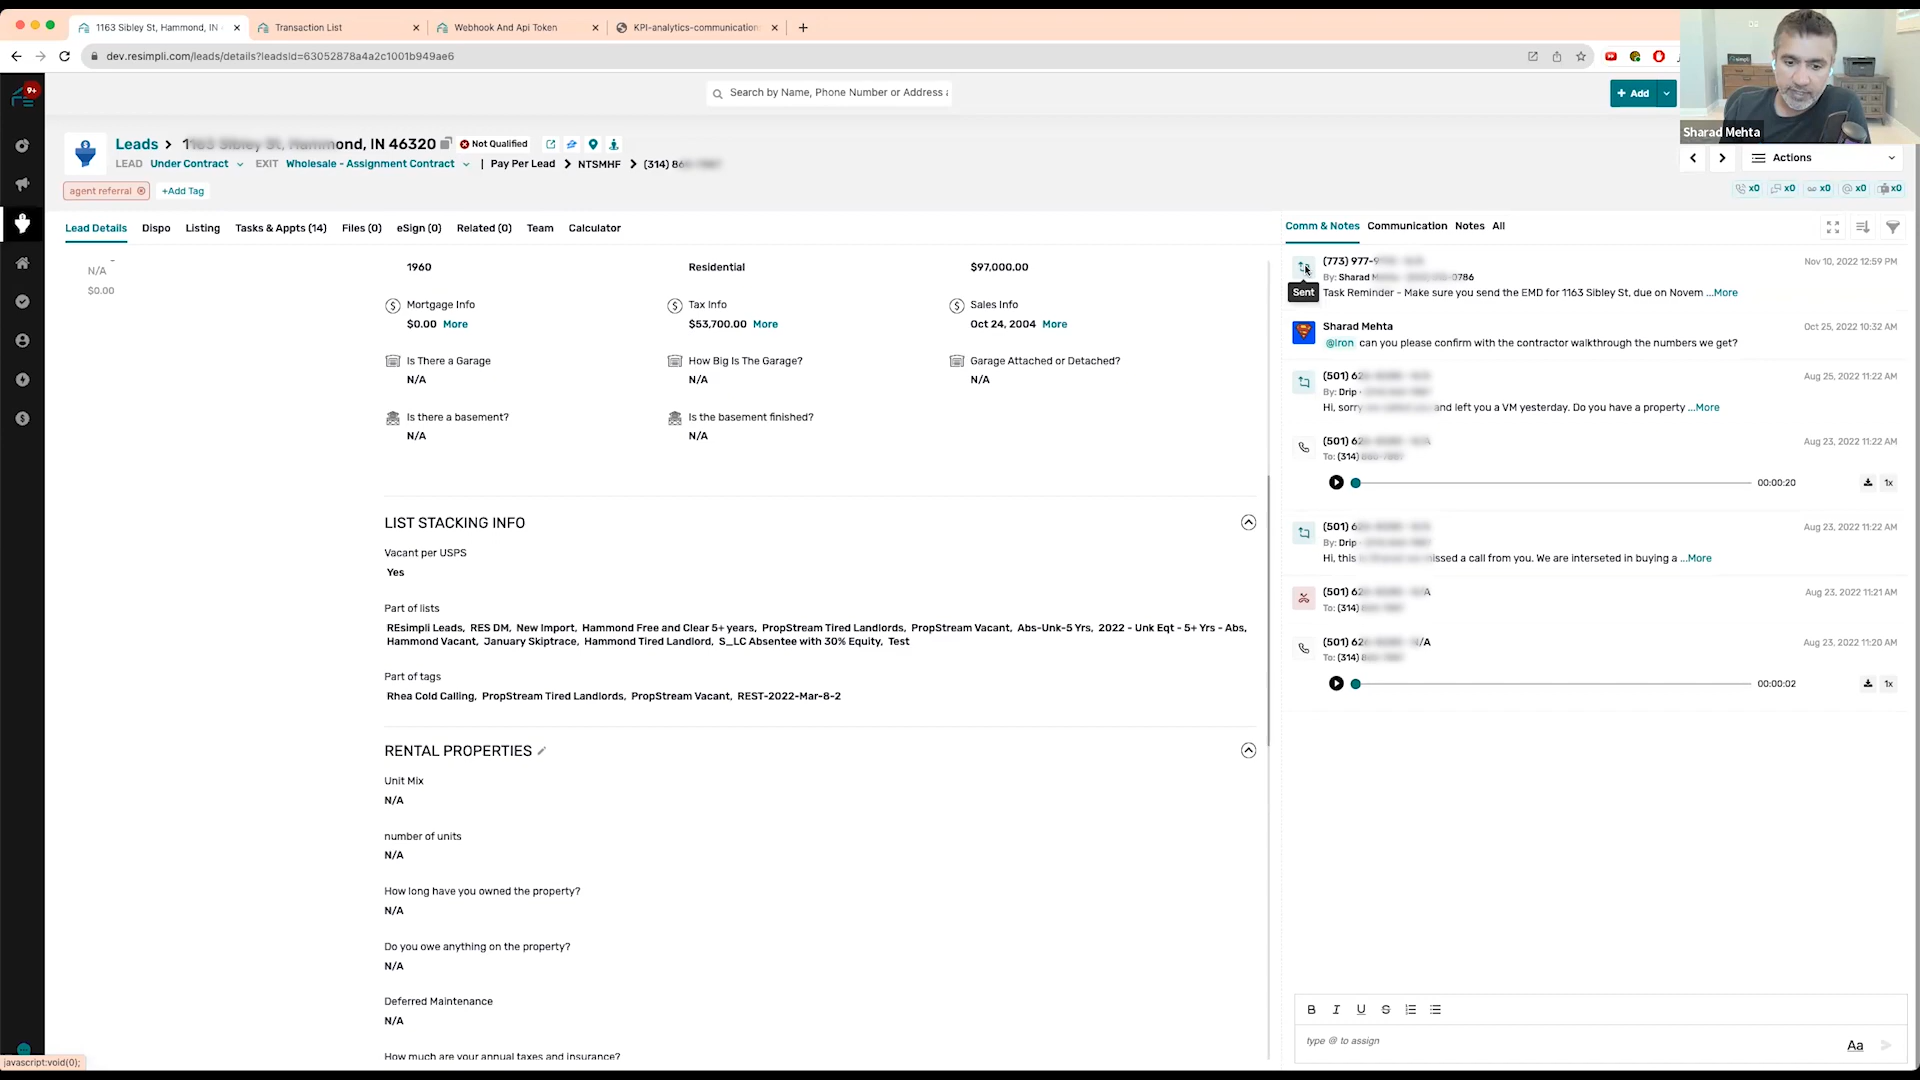 1163 Sibley St, Hammond, IN
Transaction List
Webhook And Api Token
KPI-analytics-communication
dev.resimpli.com/leads/details?leadsId=63052878a4a2c1001b949ae6
9+
Search by Name, Phone Number or Address a
+ Add
Sharad Mehta
Leads > 1163 Sibley St, Hammond, IN 46320
Not Qualified
LEAD Under Contract EXIT Wholesale - Assignment Contract | Pay Per Lead > NTSMHF > (314) 86
Actions
agent referral
+Add Tag
x0 x0 x0 x0 x0
Lead Details Dispo Listing Tasks & Appts (14) Files (0) eSign (0) Related (0) Team Calculator
Comm & Notes Communication Notes All
N/A
$0.00
1960 Residential $97,000.00
Mortgage Info Tax Info Sales Info
$0.00 More $53,700.00 More Oct 24, 2004 More
Is There a Garage How Big Is The Garage? Garage Attached or Detached?
N/A N/A N/A
Is there a basement? Is the basement finished?
N/A N/A
LIST STACKING INFO
Vacant per USPS
Yes
Part of lists
REsimpli Leads, RES DM, New Import, Hammond Free and Clear 5+ years, PropStream Tired Landlords, PropStream Vacant, Abs-Unk-5 Yrs, 2022 - Unk Eqt - 5+ Yrs - Abs,
Hammond Vacant, January Skiptrace, Hammond Tired Landlord, S_LC Absentee with 30% Equity, Test
Part of tags
Rhea Cold Calling, PropStream Tired Landlords, PropStream Vacant, REST-2022-Mar-8-2
RENTAL PROPERTIES
Unit Mix
N/A
number of units
N/A
How long have you owned the property?
N/A
Do you owe anything on the property?
N/A
Deferred Maintenance
N/A
How much are your annual taxes and insurance?
(773) 977-9
Nov 10, 2022 12:59 PM
By: Sharad 0786
Sent
Task Reminder - Make sure you send the EMD for 1163 Sibley St, due on Novem ...More
Sharad Mehta
Oct 25, 2022 10:32 AM
@iron can you please confirm with the contractor walkthrough the numbers we get?
(501) 62
Aug 25, 2022 11:22 AM
By: Drip
Hi, sorry and left you a VM yesterday. Do you have a property ...More
(501) 62
Aug 23, 2022 11:22 AM
To: (314)
00:00:20
1x
(501) 6
Aug 23, 2022 11:22 AM
By: Drip
Hi, this missed a call from you. We are interseted in buying a ...More
(501) 62
Aug 23, 2022 11:21 AM
To: (314)
(501) 62 N/A
Aug 23, 2022 11:20 AM
To: (314) 8
00:00:02
1x
B I U S
type @ to assign
Aa
javascript:void(0);